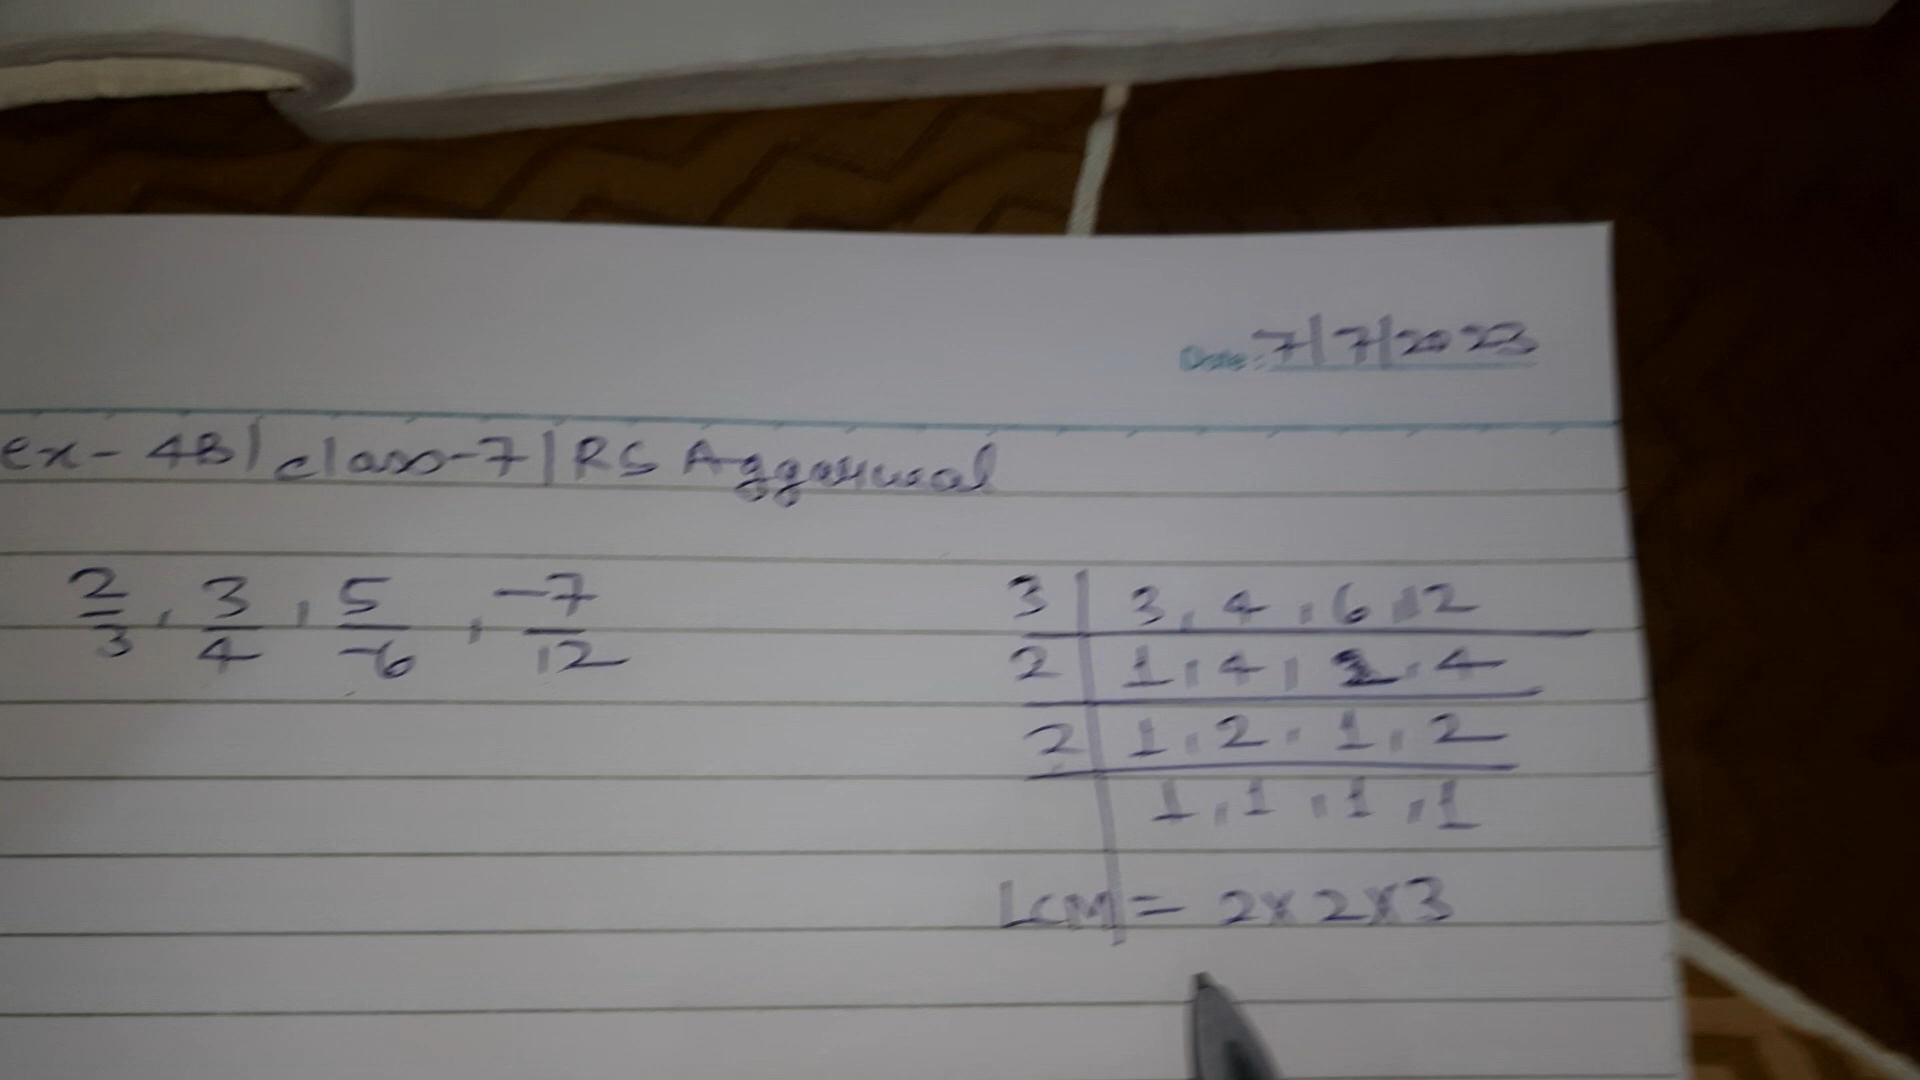 Date: 7/7/2023
ex-4B| class-7 | RS Aggarwal
2/3, 3/4, 5/-6, -7/12
3 | 3, 4, 6, 12
2 | 1, 4, 2, 4
2 | 1, 2, 1, 2
1, 1, 1, 1
LCM = 2×2×3